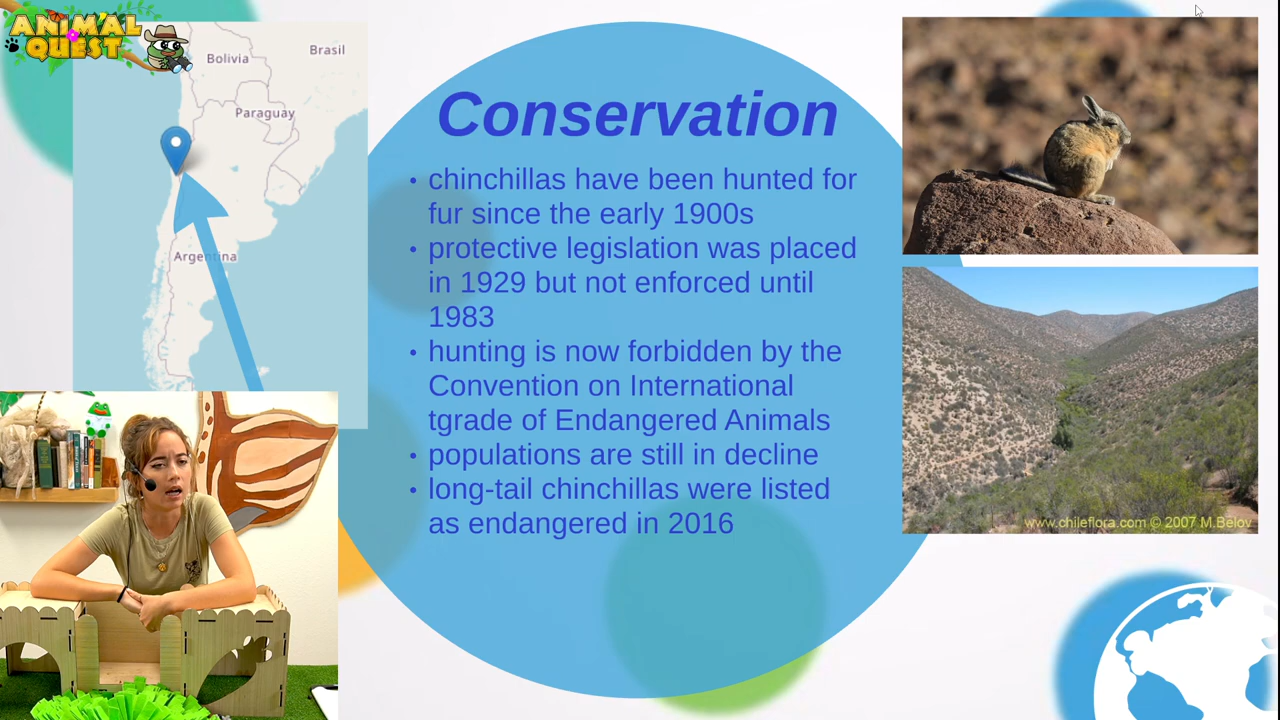 ANIMAL
QUEST
Bolivia
Brasil
Paraguay
Argentina
Conservation
• chinchillas have been hunted for
fur since the early 1900s
• protective legislation was placed
in 1929 but not enforced until
1983
• hunting is now forbidden by the
Convention on International
tgrade of Endangered Animals
• populations are still in decline
• long-tail chinchillas were listed
as endangered in 2016
www.chileflora.com © 2007 M.Belov